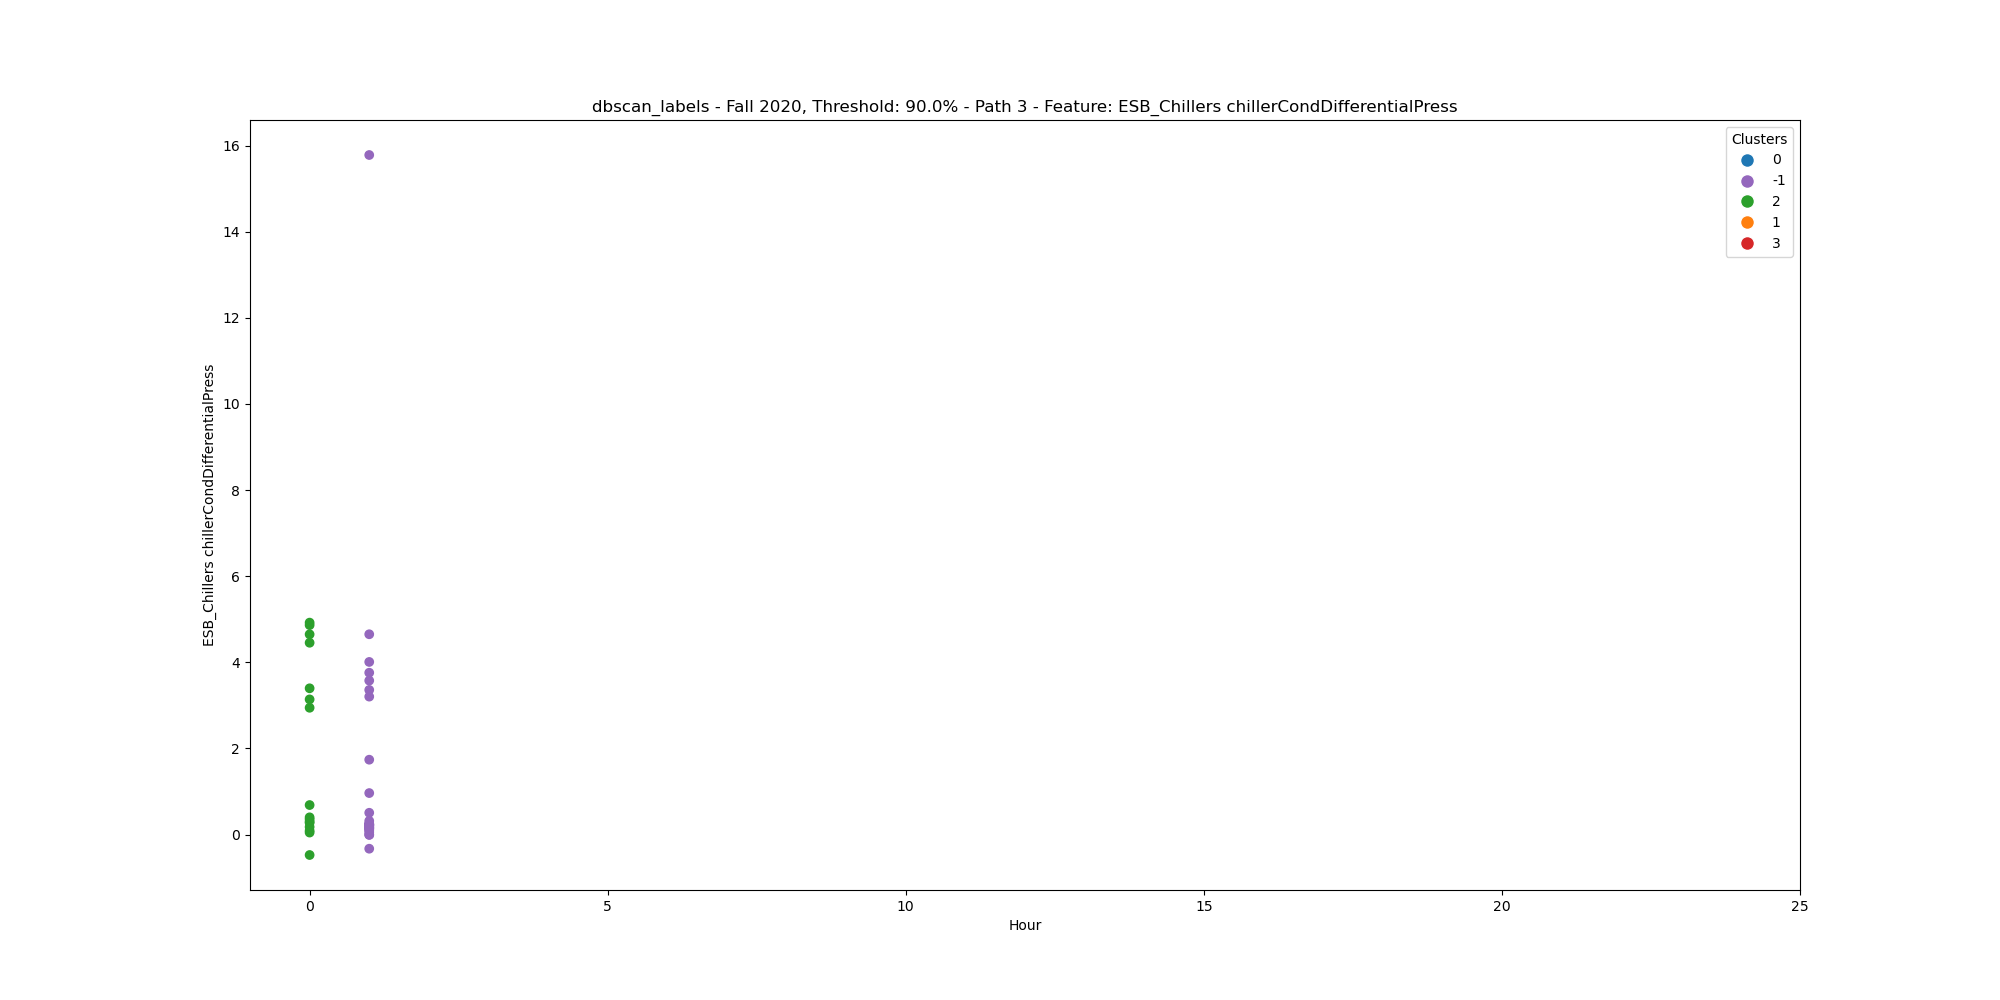 dbscan_labels - Fall 2020, Threshold: 90.0% - Path 3 - Feature: ESB_Chillers chillerCondDifferentialPress
Clusters
0
-1
2
1
3
ESB_Chillers chillerCondDifferentialPress
16
14
12
10
8
6
4
2
0
0 5 10 15 20 25
Hour